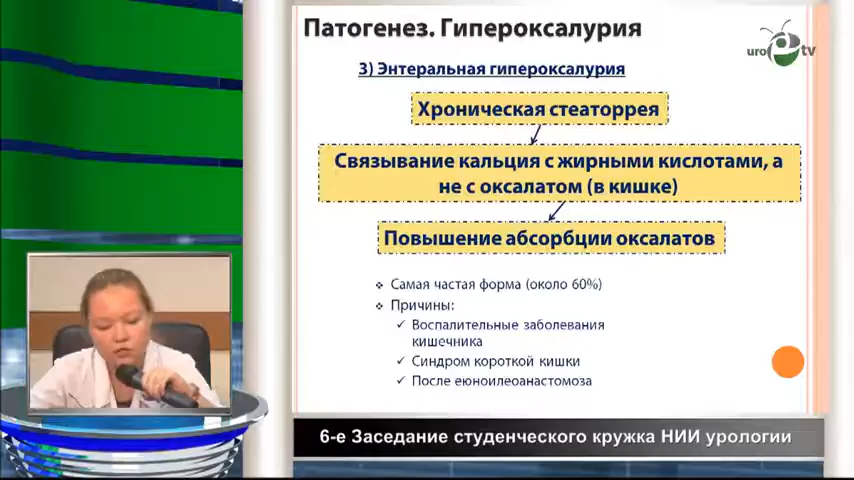 Патогенез. Гипероксалурия
uro tv
3) Энтеральная гипероксалурия
Хроническая стеаторрея
Связывание кальция с жирными кислотами, а
не с оксалатом (в кишке)
Повышение абсорбции оксалатов
Самая частая форма (около 60%)
Причины:
Воспалительные заболевания
кишечника
Синдром короткой кишки
После еюноилеоанастомоза
6-е Заседание студенческого кружка НИИ урологии